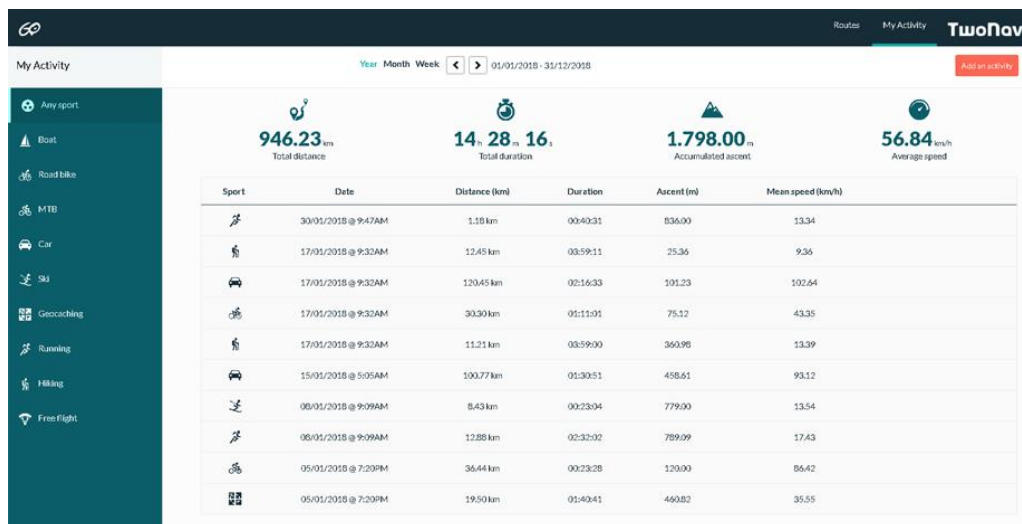 Routes My Activity TwoNav
My Activity
Year Month Week 01/01/2018 - 31/12/2018
Add an activity
Any sport
Boat
Road bike
MTB
Car
Ski
Geocaching
Running
Hiking
Free flight
946.23 km
Total distance
14 h 28 m 16 s
Total duration
1.798.00 m
Accumulated ascent
56.84 km/h
Average speed
Sport Date Distance (km) Duration Ascent (m) Mean speed (km/h)
30/01/2018 @ 9:47AM 1.18 km 00:40:31 836.00 13.34
17/01/2018 @ 9:32AM 12.45 km 03:59:11 25.36 9.36
17/01/2018 @ 9:32AM 120.45 km 02:16:33 101.23 102.64
17/01/2018 @ 9:32AM 30.30 km 01:11:01 75.12 43.35
17/01/2018 @ 9:32AM 11.21 km 03:59:00 360.98 13.39
15/01/2018 @ 5:05AM 100.77 km 01:30:51 458.61 93.12
08/01/2018 @ 9:09AM 8.43 km 00:23:04 779.00 13.54
08/01/2018 @ 9:09AM 12.88 km 02:32:02 789.09 17.43
05/01/2018 @ 7:20PM 36.44 km 00:23:28 120.00 86.42
05/01/2018 @ 7:20PM 19.50 km 01:40:41 460.82 35.55